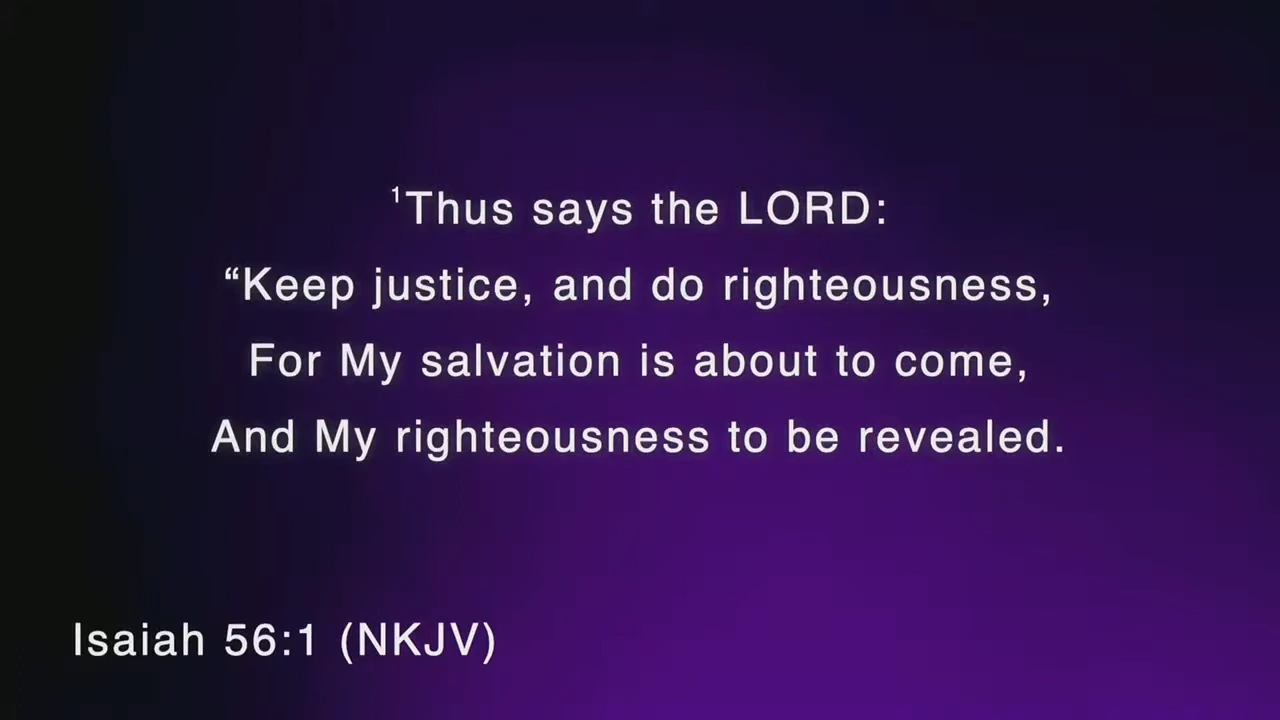 ¹Thus says the LORD:
“Keep justice, and do righteousness,
For My salvation is about to come,
And My righteousness to be revealed.
Isaiah 56:1 (NKJV)